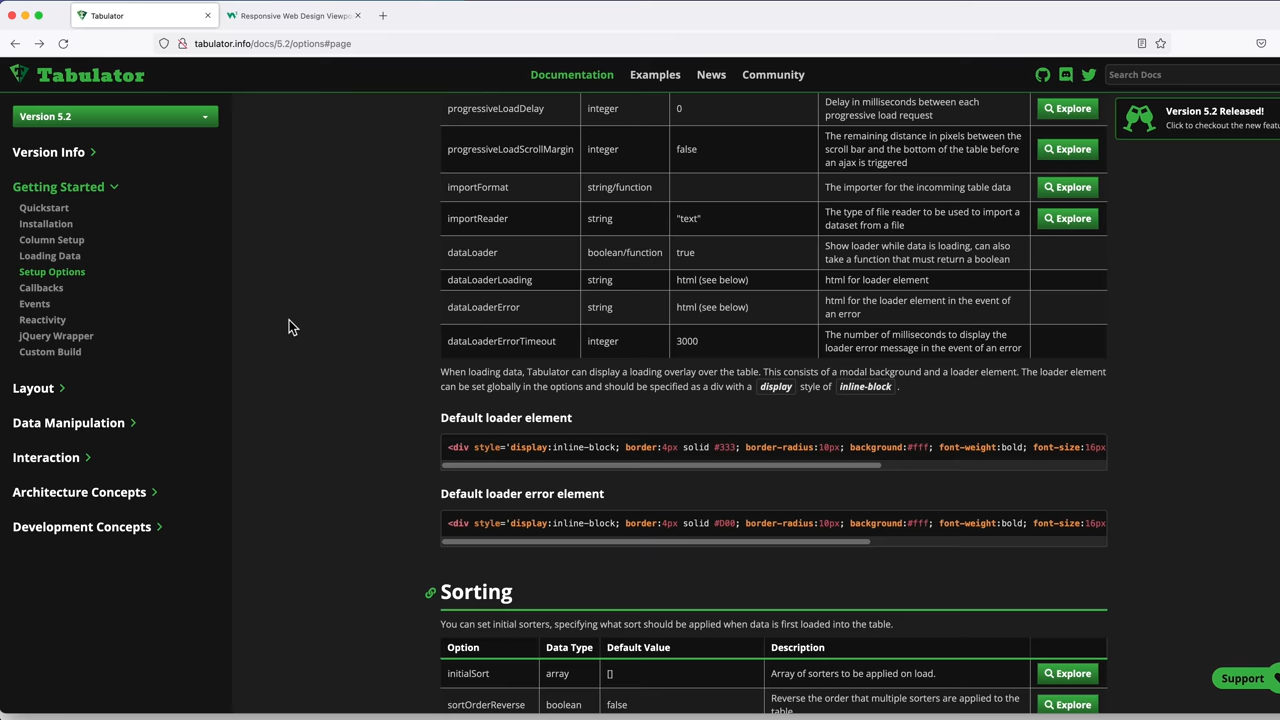 Tabulator
Responsive Web Design Viewpo
tabulator.info/docs/5.2/options#page
Tabulator
Documentation
Examples
News
Community
Search Docs
Version 5.2
Version Info
Getting Started
Quickstart
Installation
Column Setup
Loading Data
Setup Options
Callbacks
Events
Reactivity
jQuery Wrapper
Custom Build
Layout
Data Manipulation
Interaction
Architecture Concepts
Development Concepts
progressiveLoadDelay integer 0 Delay in milliseconds between each
progressive load request
Explore
progressiveLoadScrollMargin integer false The remaining distance in pixels between the
scroll bar and the bottom of the table before
an ajax is triggered
Explore
importFormat string/function The importer for the incomming table data Explore
importReader string "text" The type of file reader to be used to import a
dataset from a file
Explore
dataLoader boolean/function true Show loader while data is loading, can also
take a function that must return a boolean
dataLoaderLoading string html (see below) html for loader element
dataLoaderError string html (see below) html for the loader element in the event of
an error
dataLoaderErrorTimeout integer 3000 The number of milliseconds to display the
loader error message in the event of an error
When loading data, Tabulator can display a loading overlay over the table. This consists of a modal background and a loader element. The loader element
can be set globally in the options and should be specified as a div with a display style of inline-block .
Default loader element
<div style='display:inline-block; border:4px solid #333; border-radius:10px; background:#fff; font-weight:bold; font-size:16px
Default loader error element
<div style='display:inline-block; border:4px solid #D00; border-radius:10px; background:#fff; font-weight:bold; font-size:16px
Sorting
You can set initial sorters, specifying what sort should be applied when data is first loaded into the table.
Option Data Type Default Value Description
initialSort array [] Array of sorters to be applied on load. Explore
sortOrderReverse boolean false Reverse the order that multiple sorters are applied to the
table
Explore
Version 5.2 Released!
Click to checkout the new featu
Support